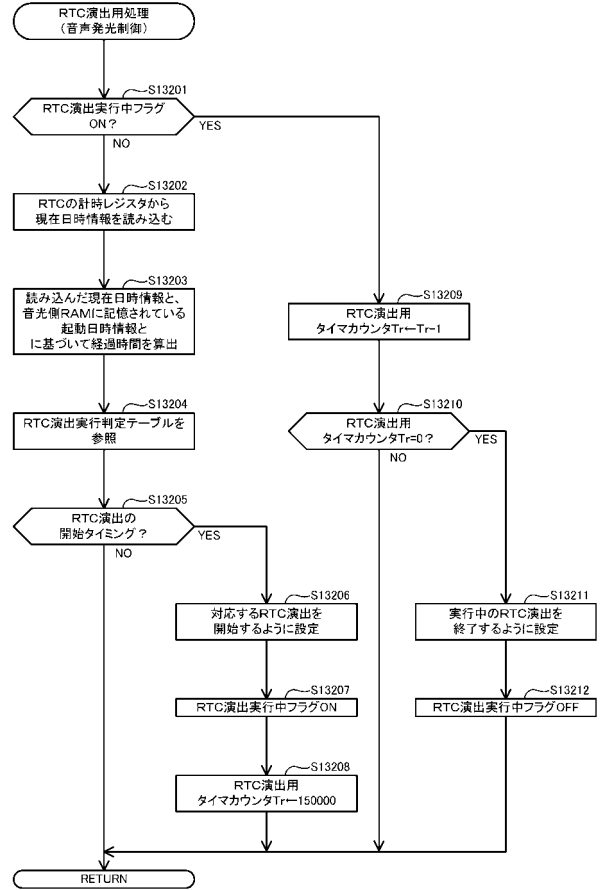 RTC演出用処理
(音声発光制御)
S13201
RTC演出実行中フラグ
ON?
YES
NO
S13202
RTCの計時レジスタから
現在日時情報を読み込む
S13203
読み込んだ現在日時情報と、
音光側RAMに記憶されている
起動日時情報と
に基づいて経過時間を算出
S13204
RTC演出実行判定テーブルを
参照
S13205
RTC演出の
開始タイミング?
YES
NO
S13206
対応するRTC演出を
開始するように設定
S13207
RTC演出実行中フラグON
S13208
RTC演出用
タイマカウンタTr←150000
S13209
RTC演出用
タイマカウンタTr←Tr-1
S13210
RTC演出用
タイマカウンタTr=0?
YES
NO
S13211
実行中のRTC演出を
終了するように設定
S13212
RTC演出実行中フラグOFF
RETURN